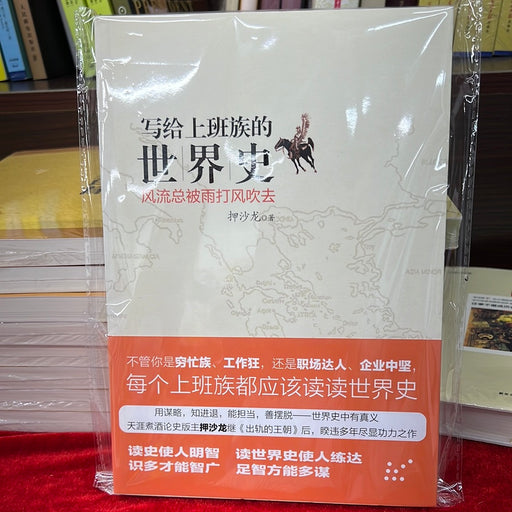 写给上班族的
世界史
风流总被雨打风吹去
押沙龙◎著
不管你是穷忙族、工作狂，还是职场达人、企业中坚，
每个上班族都应该读读世界史
用谋略，知进退，能担当，善摆脱——世界史中有真义
天涯煮酒论史版主押沙龙继《出轨的王朝》后，睽违多年尽显功力之作
读史使人明智 读世界史使人练达
识多才能智广 足智方能多谋